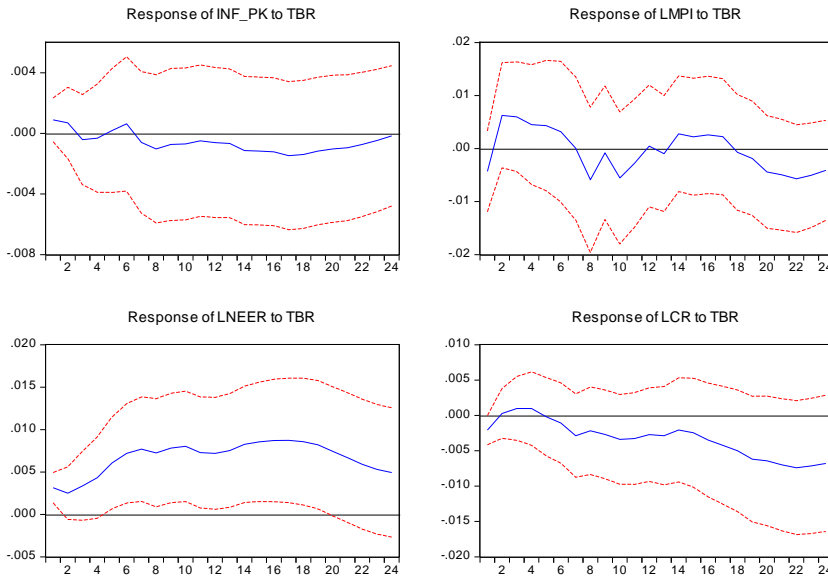 Response of INF_PK to TBR
.004
.000
-.004
-.008
2 4 6 8 10 12 14 16 18 20 22 24
Response of LMPI to TBR
.02
.01
.00
-.01
-.02
2 4 6 8 10 12 14 16 18 20 22 24
Response of LNEER to TBR
.020
.015
.010
.005
.000
-.005
2 4 6 8 10 12 14 16 18 20 22 24
Response of LCR to TBR
.010
.005
.000
-.005
-.010
-.015
-.020
2 4 6 8 10 12 14 16 18 20 22 24